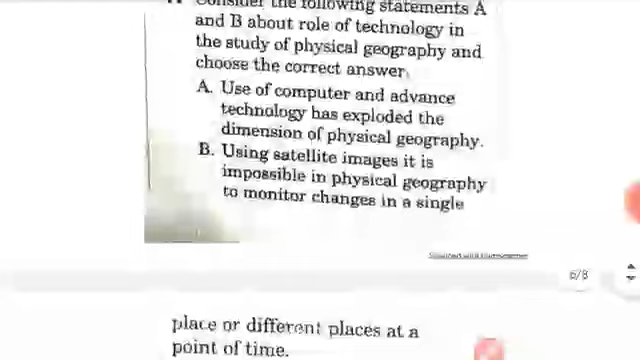 Consider the following statements A
and B about role of technology in
the study of physical geography and
choose the correct answer.
A. Use of computer and advance
technology has exploded the
dimension of physical geography.
B. Using satellite images it is
impossible in physical geography
to monitor changes in a single
6/8
place or different places at a
point of time.